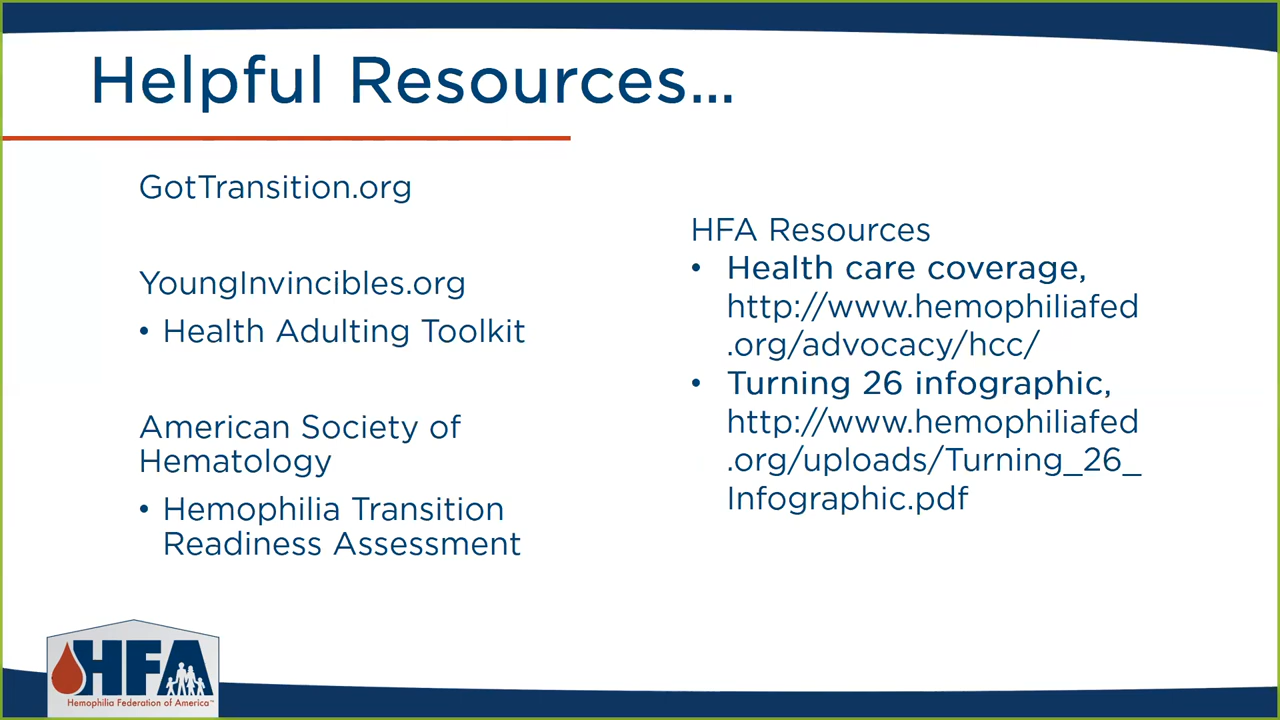 Helpful Resources...
GotTransition.org
YoungInvincibles.org
• Health Adulting Toolkit
American Society of
Hematology
• Hemophilia Transition
Readiness Assessment
HFA Resources
• Health care coverage,
http://www.hemophiliafed
.org/advocacy/hcc/
• Turning 26 infographic,
http://www.hemophiliafed
.org/uploads/Turning_26_
Infographic.pdf
HFA
Hemophilia Federation of America™